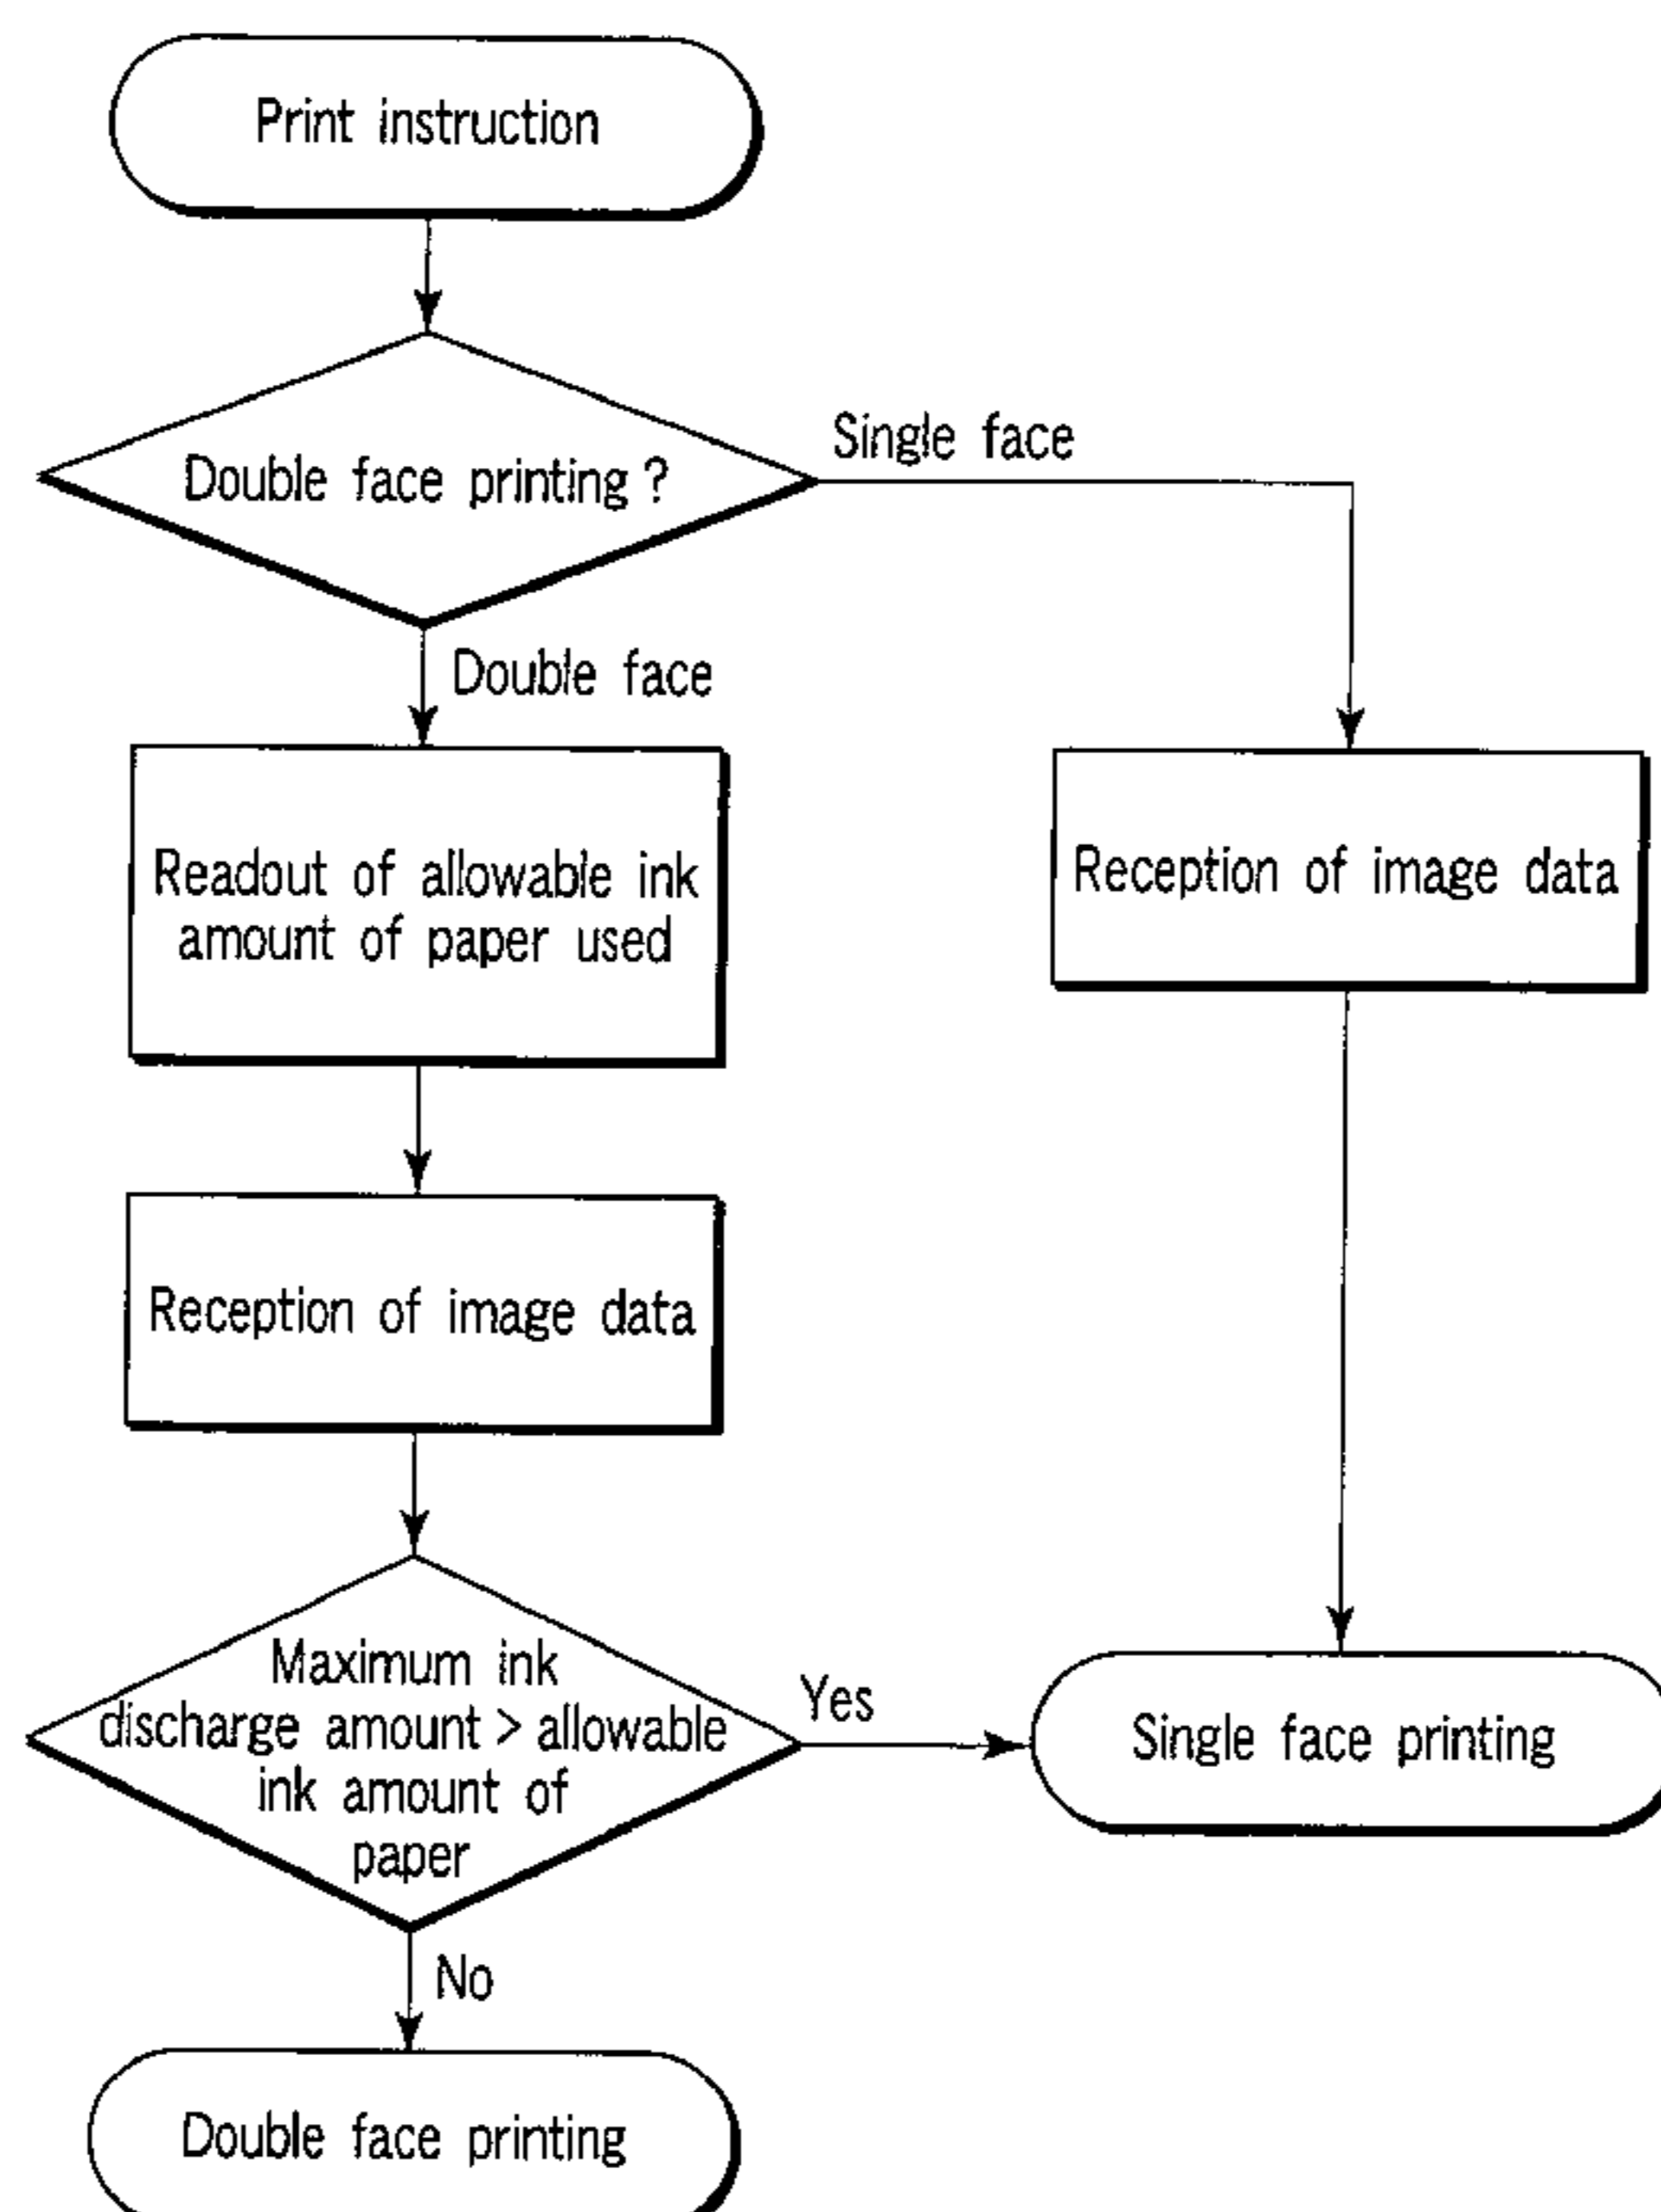 Print instruction
Double face printing ?
Single face
Double face
Readout of allowable ink
amount of paper used
Reception of image data
Reception of image data
Maximum ink
discharge amount > allowable
ink amount of
paper
Yes
Single face printing
No
Double face printing